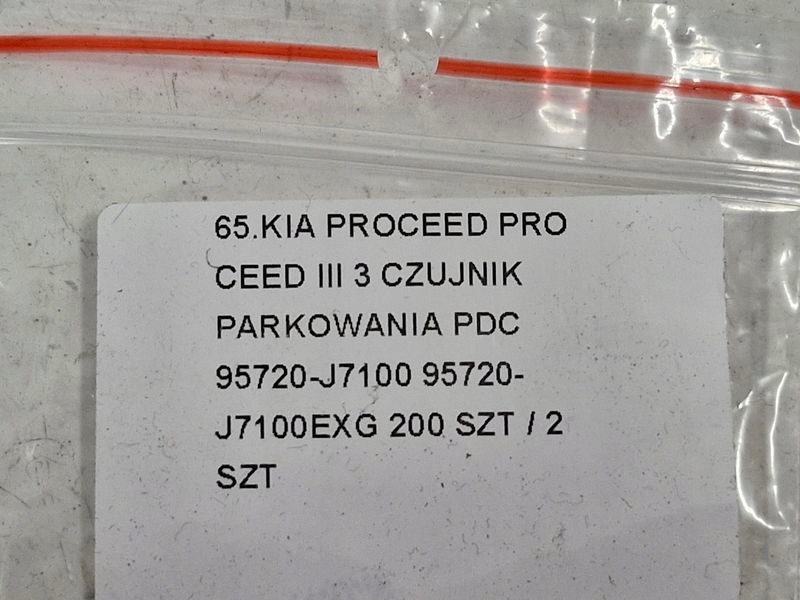 65.KIA PROCEED PRO
CEED III 3 CZUJNIK
PARKOWANIA PDC
95720-J7100 95720-
J7100EXG 200 SZT / 2
SZT